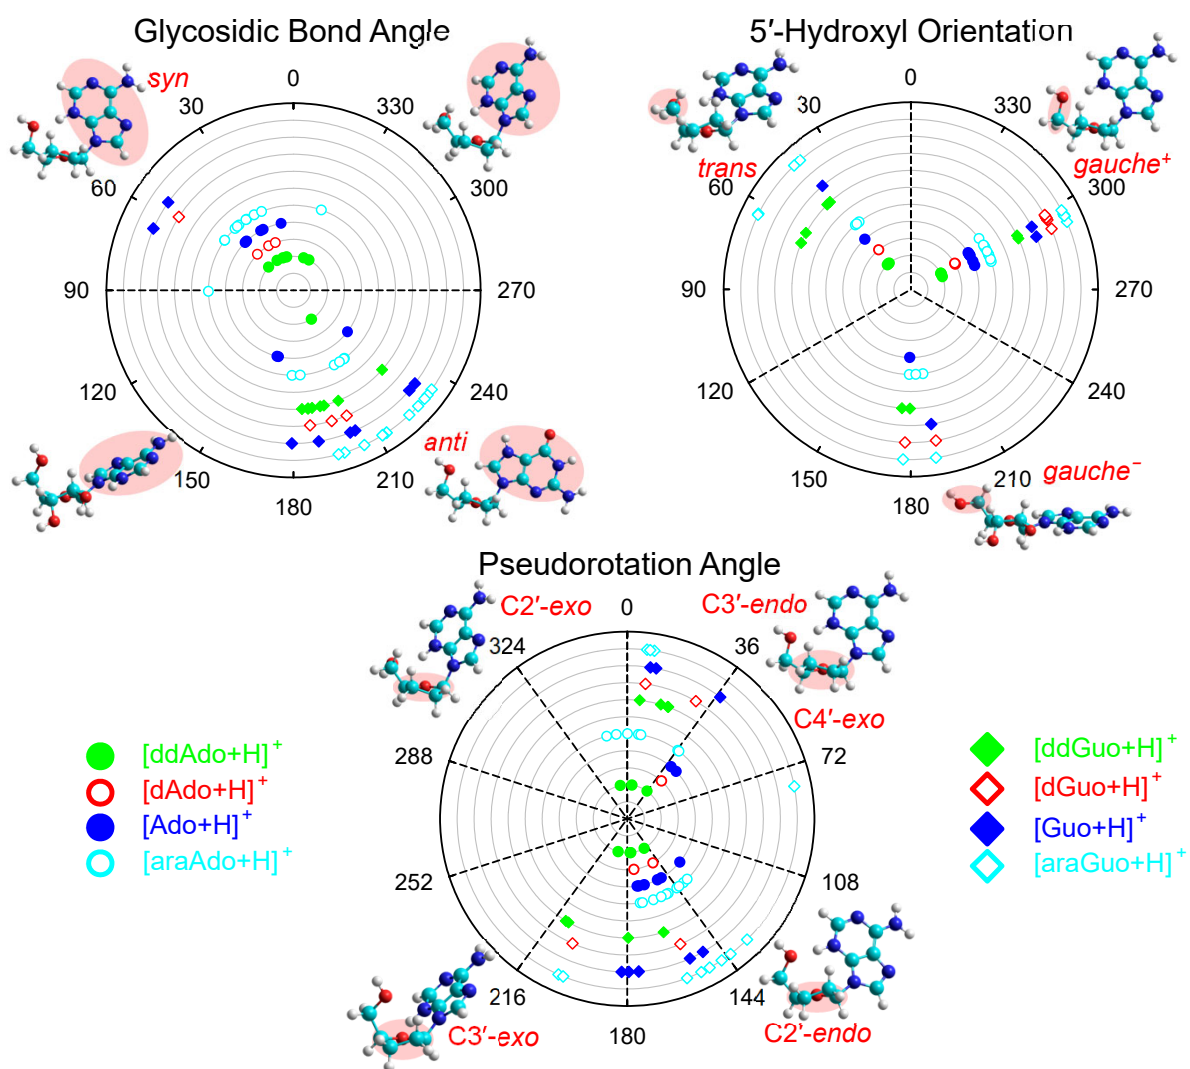 Glycosidic Bond Angle
5′-Hydroxyl Orientation
syn
0
30
330
60
300
90
270
120
240
150
210
180
anti
0
30
330
trans
gauche⁺
60
300
90
270
120
240
150
210
180
gauche⁻
Pseudorotation Angle
C2′-exo
0
C3′-endo
324
36
C4′-exo
288
72
252
108
216
144
C3′-exo
180
C2'-endo
[ddAdo+H]⁺
[dAdo+H]⁺
[Ado+H]⁺
[araAdo+H]⁺
[ddGuo+H]⁺
[dGuo+H]⁺
[Guo+H]⁺
[araGuo+H]⁺